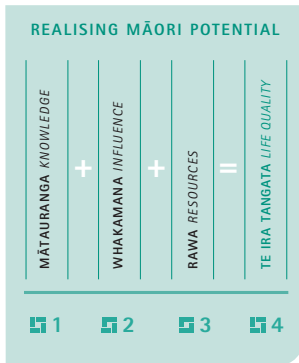 REALISING MĀORI POTENTIAL
MĀTAURANGA KNOWLEDGE
+
WHAKAMANA INFLUENCE
+
RAWA RESOURCES
=
TE IRA TANGATA LIFE QUALITY
1
2
3
4